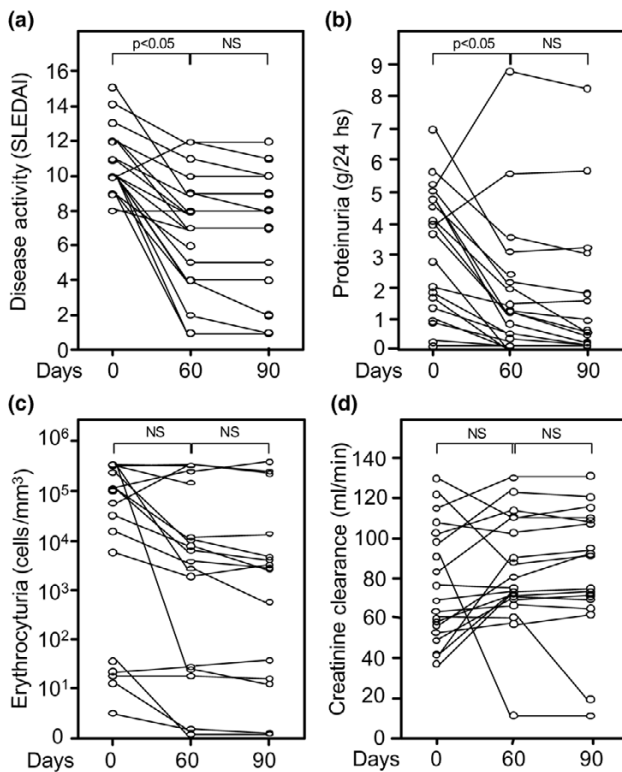 (a)
p<0.05 NS
Disease activity (SLEDAI)
16
14
12
10
8
6
4
2
0
Days 0 60 90
(b)
p<0.05 NS
Proteinuria (g/24 hs)
9
8
7
6
5
4
3
2
1
0
Days 0 60 90
(c)
NS NS
Erythrocyturia (cells/mm³)
10⁶
10⁵
10⁴
10³
10²
10¹
0
Days 0 60 90
(d)
NS NS
Creatinine clearance (ml/min)
140
120
100
80
60
40
20
0
Days 0 60 90